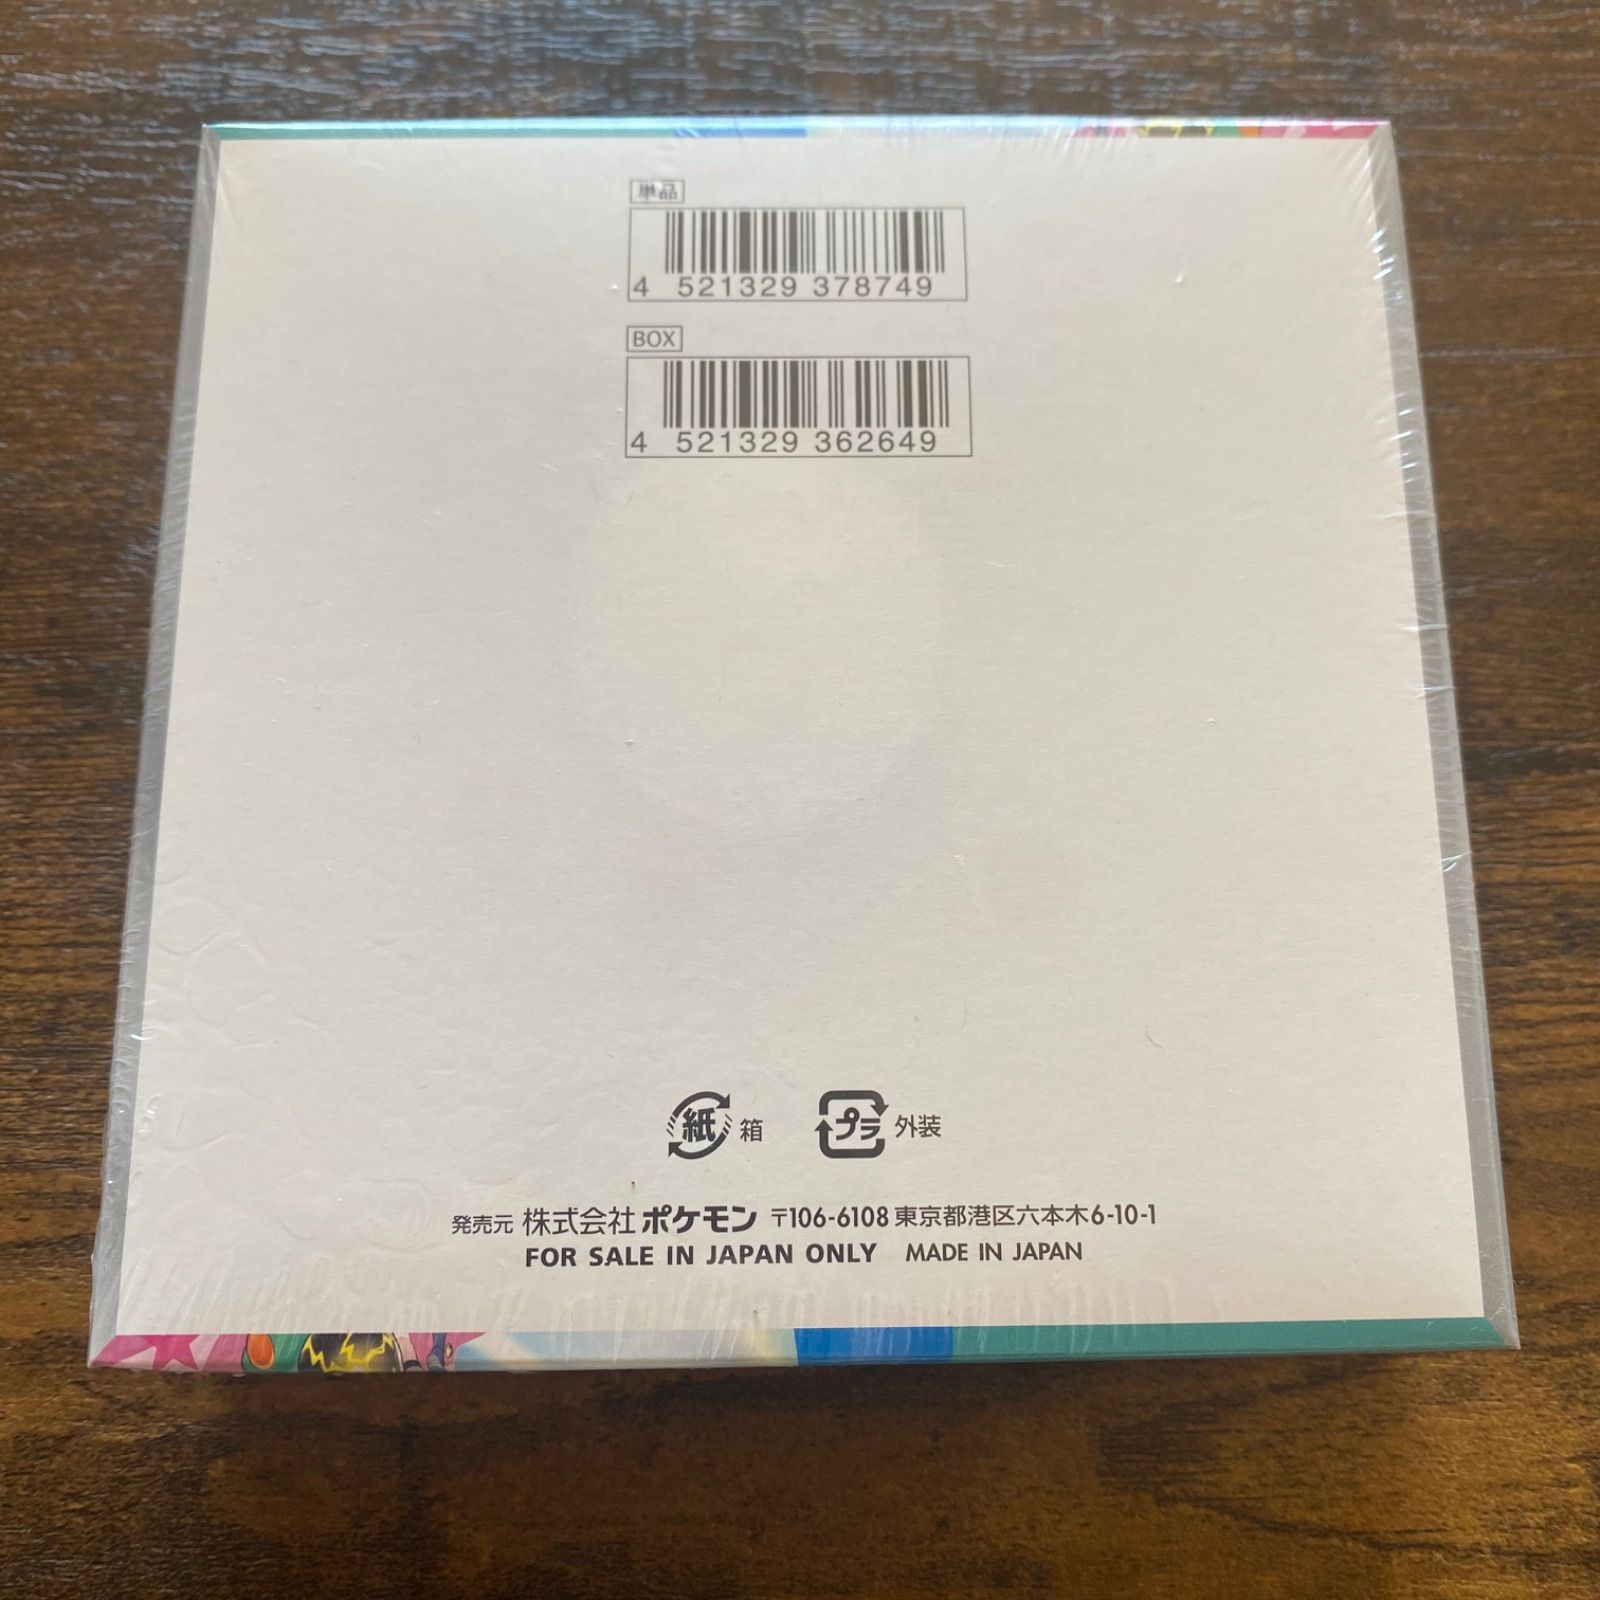 単品
4 521329 378749
BOX
4 521329 362649
紙 箱 プラ 外装
発売元 株式会社 ポケモン 〒106-6108 東京都港区六本木6-10-1
FOR SALE IN JAPAN ONLY MADE IN JAPAN